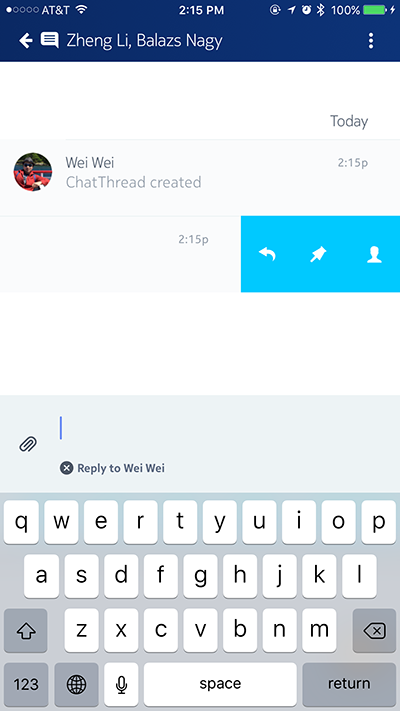 AT&T 2:15 PM 100%
Zheng Li, Balazs Nagy
Today
Wei Wei 2:15p
ChatThread created
2:15p
Reply to Wei Wei
q w e r t y u i o p
a s d f g h j k l
z x c v b n m
123 space return